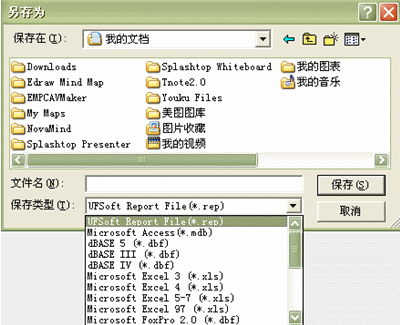 另存为
保存在(I):
我的文档
Downloads
Edraw Mind Map
EMPCAVMaker
My Maps
NovaMind
Splashtop Presenter
Splashtop Whiteboard
Tnote2.0
Youku Files
美图图库
图片收藏
我的视频
我的图表
我的音乐
文件名(N):
保存(S)
保存类型(T):
UFSoft Report File(*.rep)
取消
UFSoft Report File(*.rep)
Microsoft Access(*.mdb)
dBASE 5 (*.dbf)
dBASE III (*.dbf)
dBASE IV (*.dbf)
Microsoft Excel 3 (*.xls)
Microsoft Excel 4 (*.xls)
Microsoft Excel 5-7 (*.xls)
Microsoft Excel 97 (*.xls)
Microsoft FoxPro 2.0 (*.dbf)